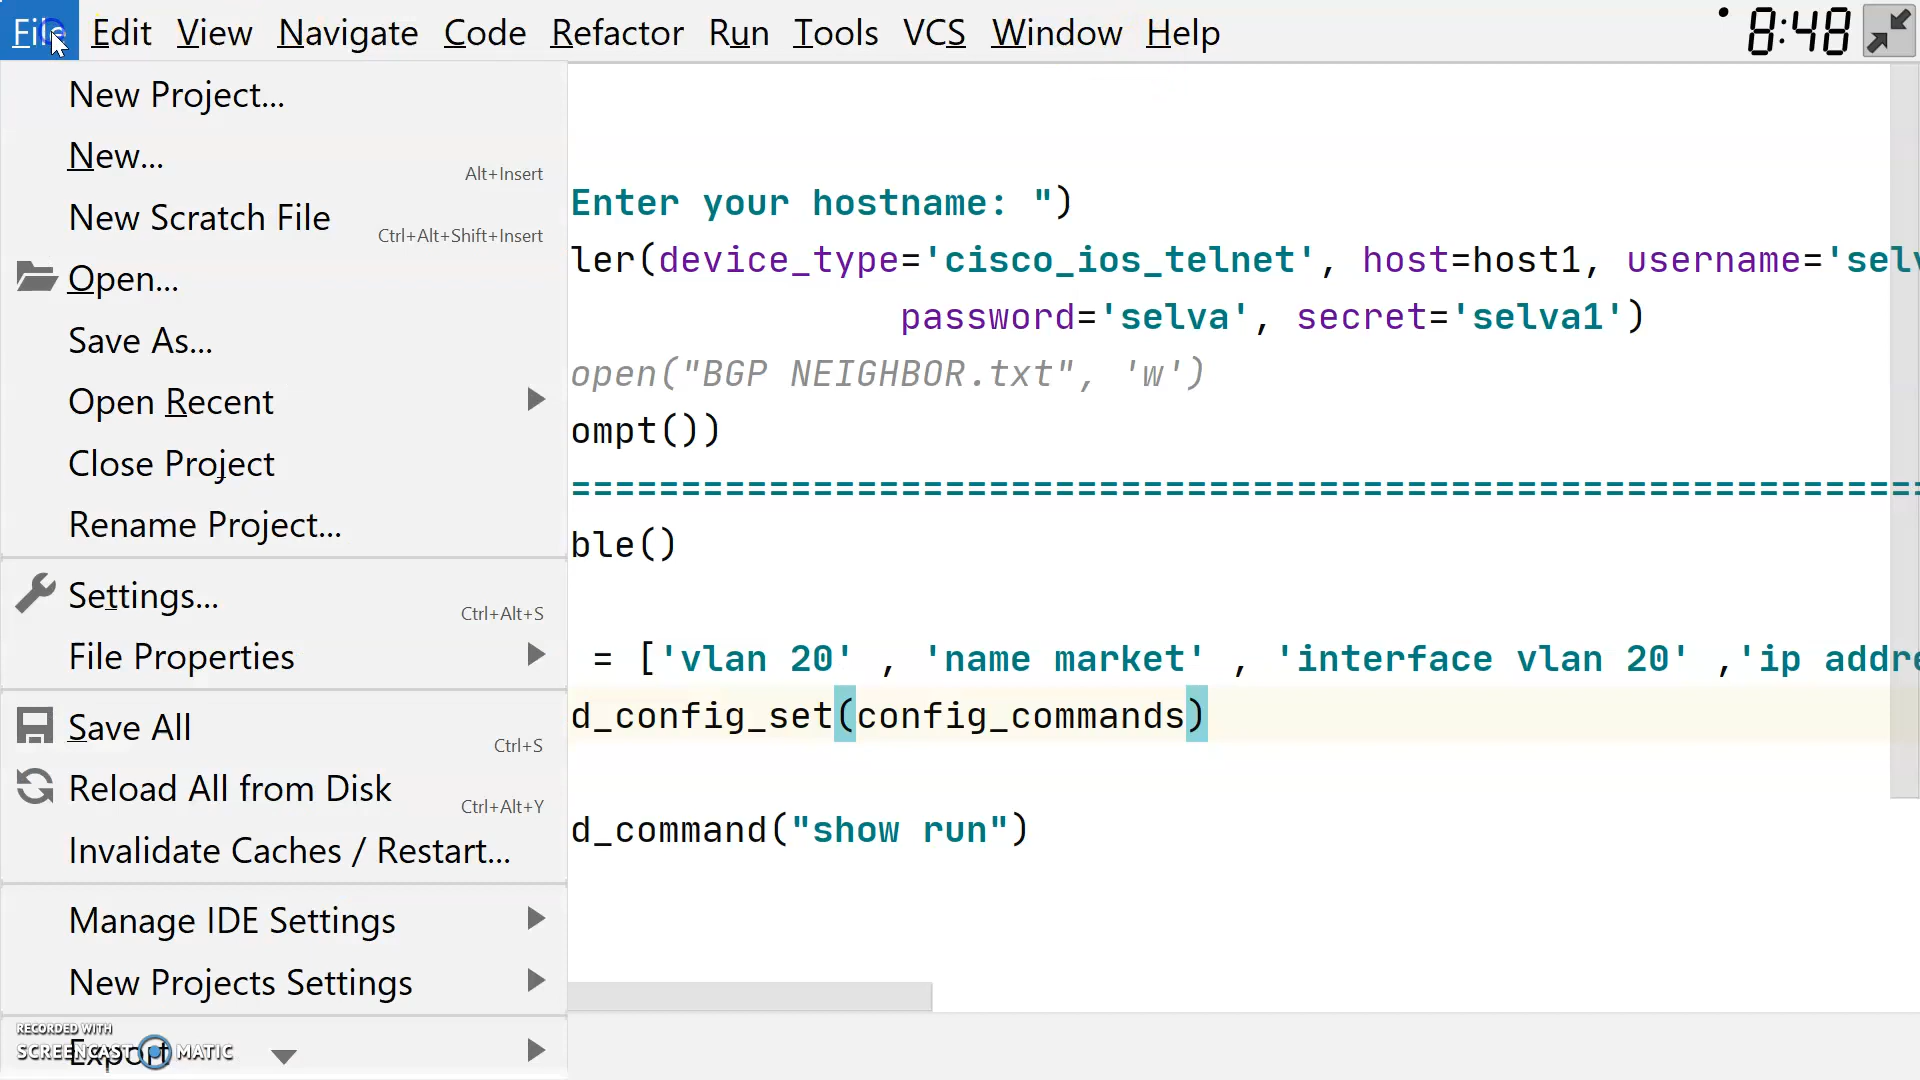 File Edit View Navigate Code Refactor Run Tools VCS Window Help 8:48
New Project...
New... Alt+Insert
New Scratch File Ctrl+Alt+Shift+Insert
Open...
Save As...
Open Recent
Close Project
Rename Project...
Settings... Ctrl+Alt+S
File Properties
Save All Ctrl+S
Reload All from Disk Ctrl+Alt+Y
Invalidate Caches / Restart...
Manage IDE Settings
New Projects Settings
Export
RECORDED WITH
SCREENCAST MATIC
Enter your hostname: ")
ler(device_type='cisco_ios_telnet', host=host1, username='selv
password='selva', secret='selva1')
open("BGP NEIGHBOR.txt", 'w')
ompt())
=============================================================
ble()
= ['vlan 20' , 'name market' , 'interface vlan 20' ,'ip addre
d_config_set(config_commands)
d_command("show run")